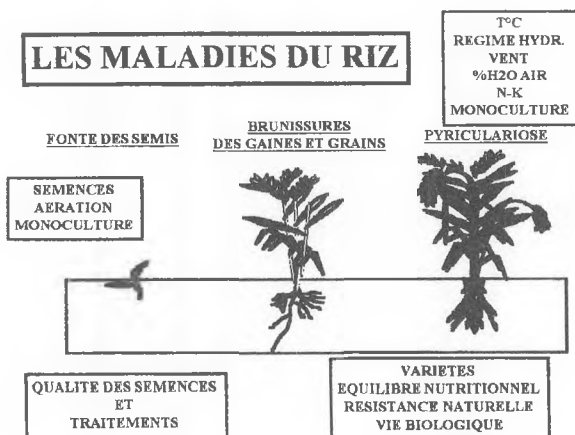 LES MALADIES DU RIZ
T°C
REGIME HYDR.
VENT
%H2O AIR
N-K
MONOCULTURE
FONTE DES SEMIS
BRUNISSURES
DES GAINES ET GRAINS
PYRICULARIOSE
SEMENCES
AERATION
MONOCULTURE
QUALITE DES SEMENCES
ET
TRAITEMENTS
VARIETES
EQUILIBRE NUTRITIONNEL
RESISTANCE NATURELLE
VIE BIOLOGIQUE